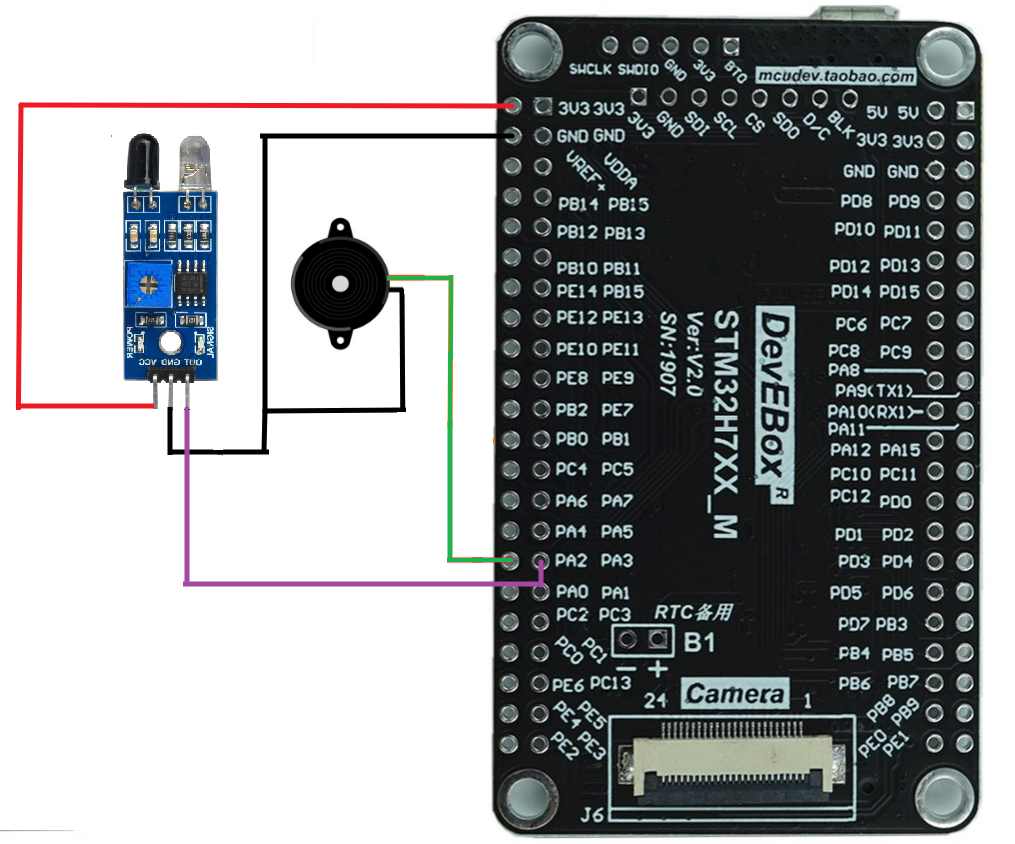 SWCLK SWDIO GND 3V3 BT0
mcudev.taobao.com
3V3 GND SDI SCL CS SDO D/C BLK
3V3 3V3
GND GND
VREF+ VDDA
PB14 PB15
PB12 PB13
PB10 PB11
PE14 PB15
PE12 PE13
PE10 PE11
PE8 PE9
PB2 PE7
PB0 PB1
PC4 PC5
PA6 PA7
PA4 PA5
PA2 PA3
PA0 PA1
PC2 PC3
PC0 PC1
PE6 PC13
PE4 PE5
PE2 PE3
5V 5V
3V3 3V3
GND GND
PD8 PD9
PD10 PD11
PD12 PD13
PD14 PD15
PC6 PC7
PC8 PC9
PA8
PA9(TX1)
PA10(RX1)
PA11
PA12 PA15
PC10 PC11
PC12 PD0
PD1 PD2
PD3 PD4
PD5 PD6
PD7 PB3
PB4 PB5
PB6 PB7
PB8 PB9
PE0 PE1
DevEBox R
STM32H7XX_M
Ver:V2.0
SN:1907
RTC备用
B1
- +
24 Camera 1
J6
POWER
SIGNAL
OUT GND VCC